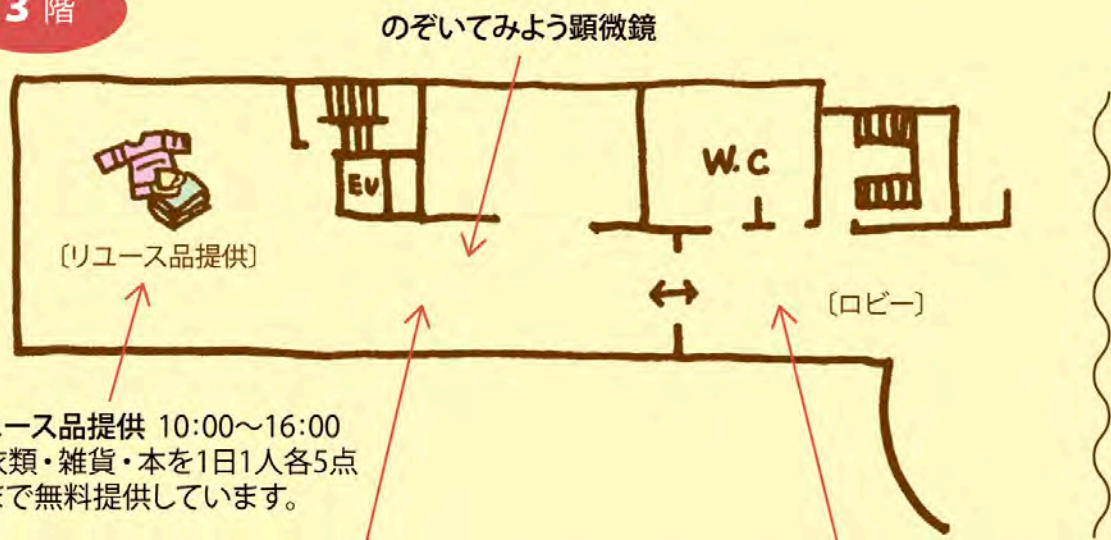 3 階
のぞいてみよう顕微鏡
W.C
EV
〔リユース品提供〕
〔ロビー〕
ユース品提供 10:00～16:00
衣類・雑貨・本を1日1人各5点
まで無料提供しています。